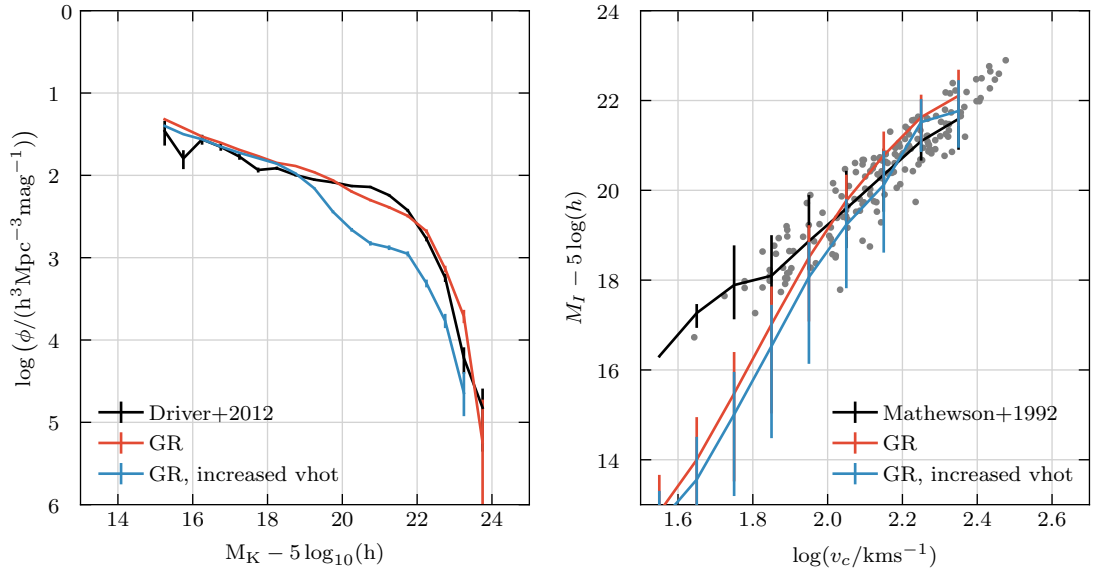 0
1
2
3
4
5
6
log (ϕ/(h³Mpc⁻³mag⁻¹))
Driver+2012
GR
GR, increased vhot
14 16 18 20 22 24
M_K − 5 log₁₀(h)
24
22
20
18
16
14
M_I − 5 log(h)
Mathewson+1992
GR
GR, increased vhot
1.6 1.8 2.0 2.2 2.4 2.6
log(v_c/kms⁻¹)